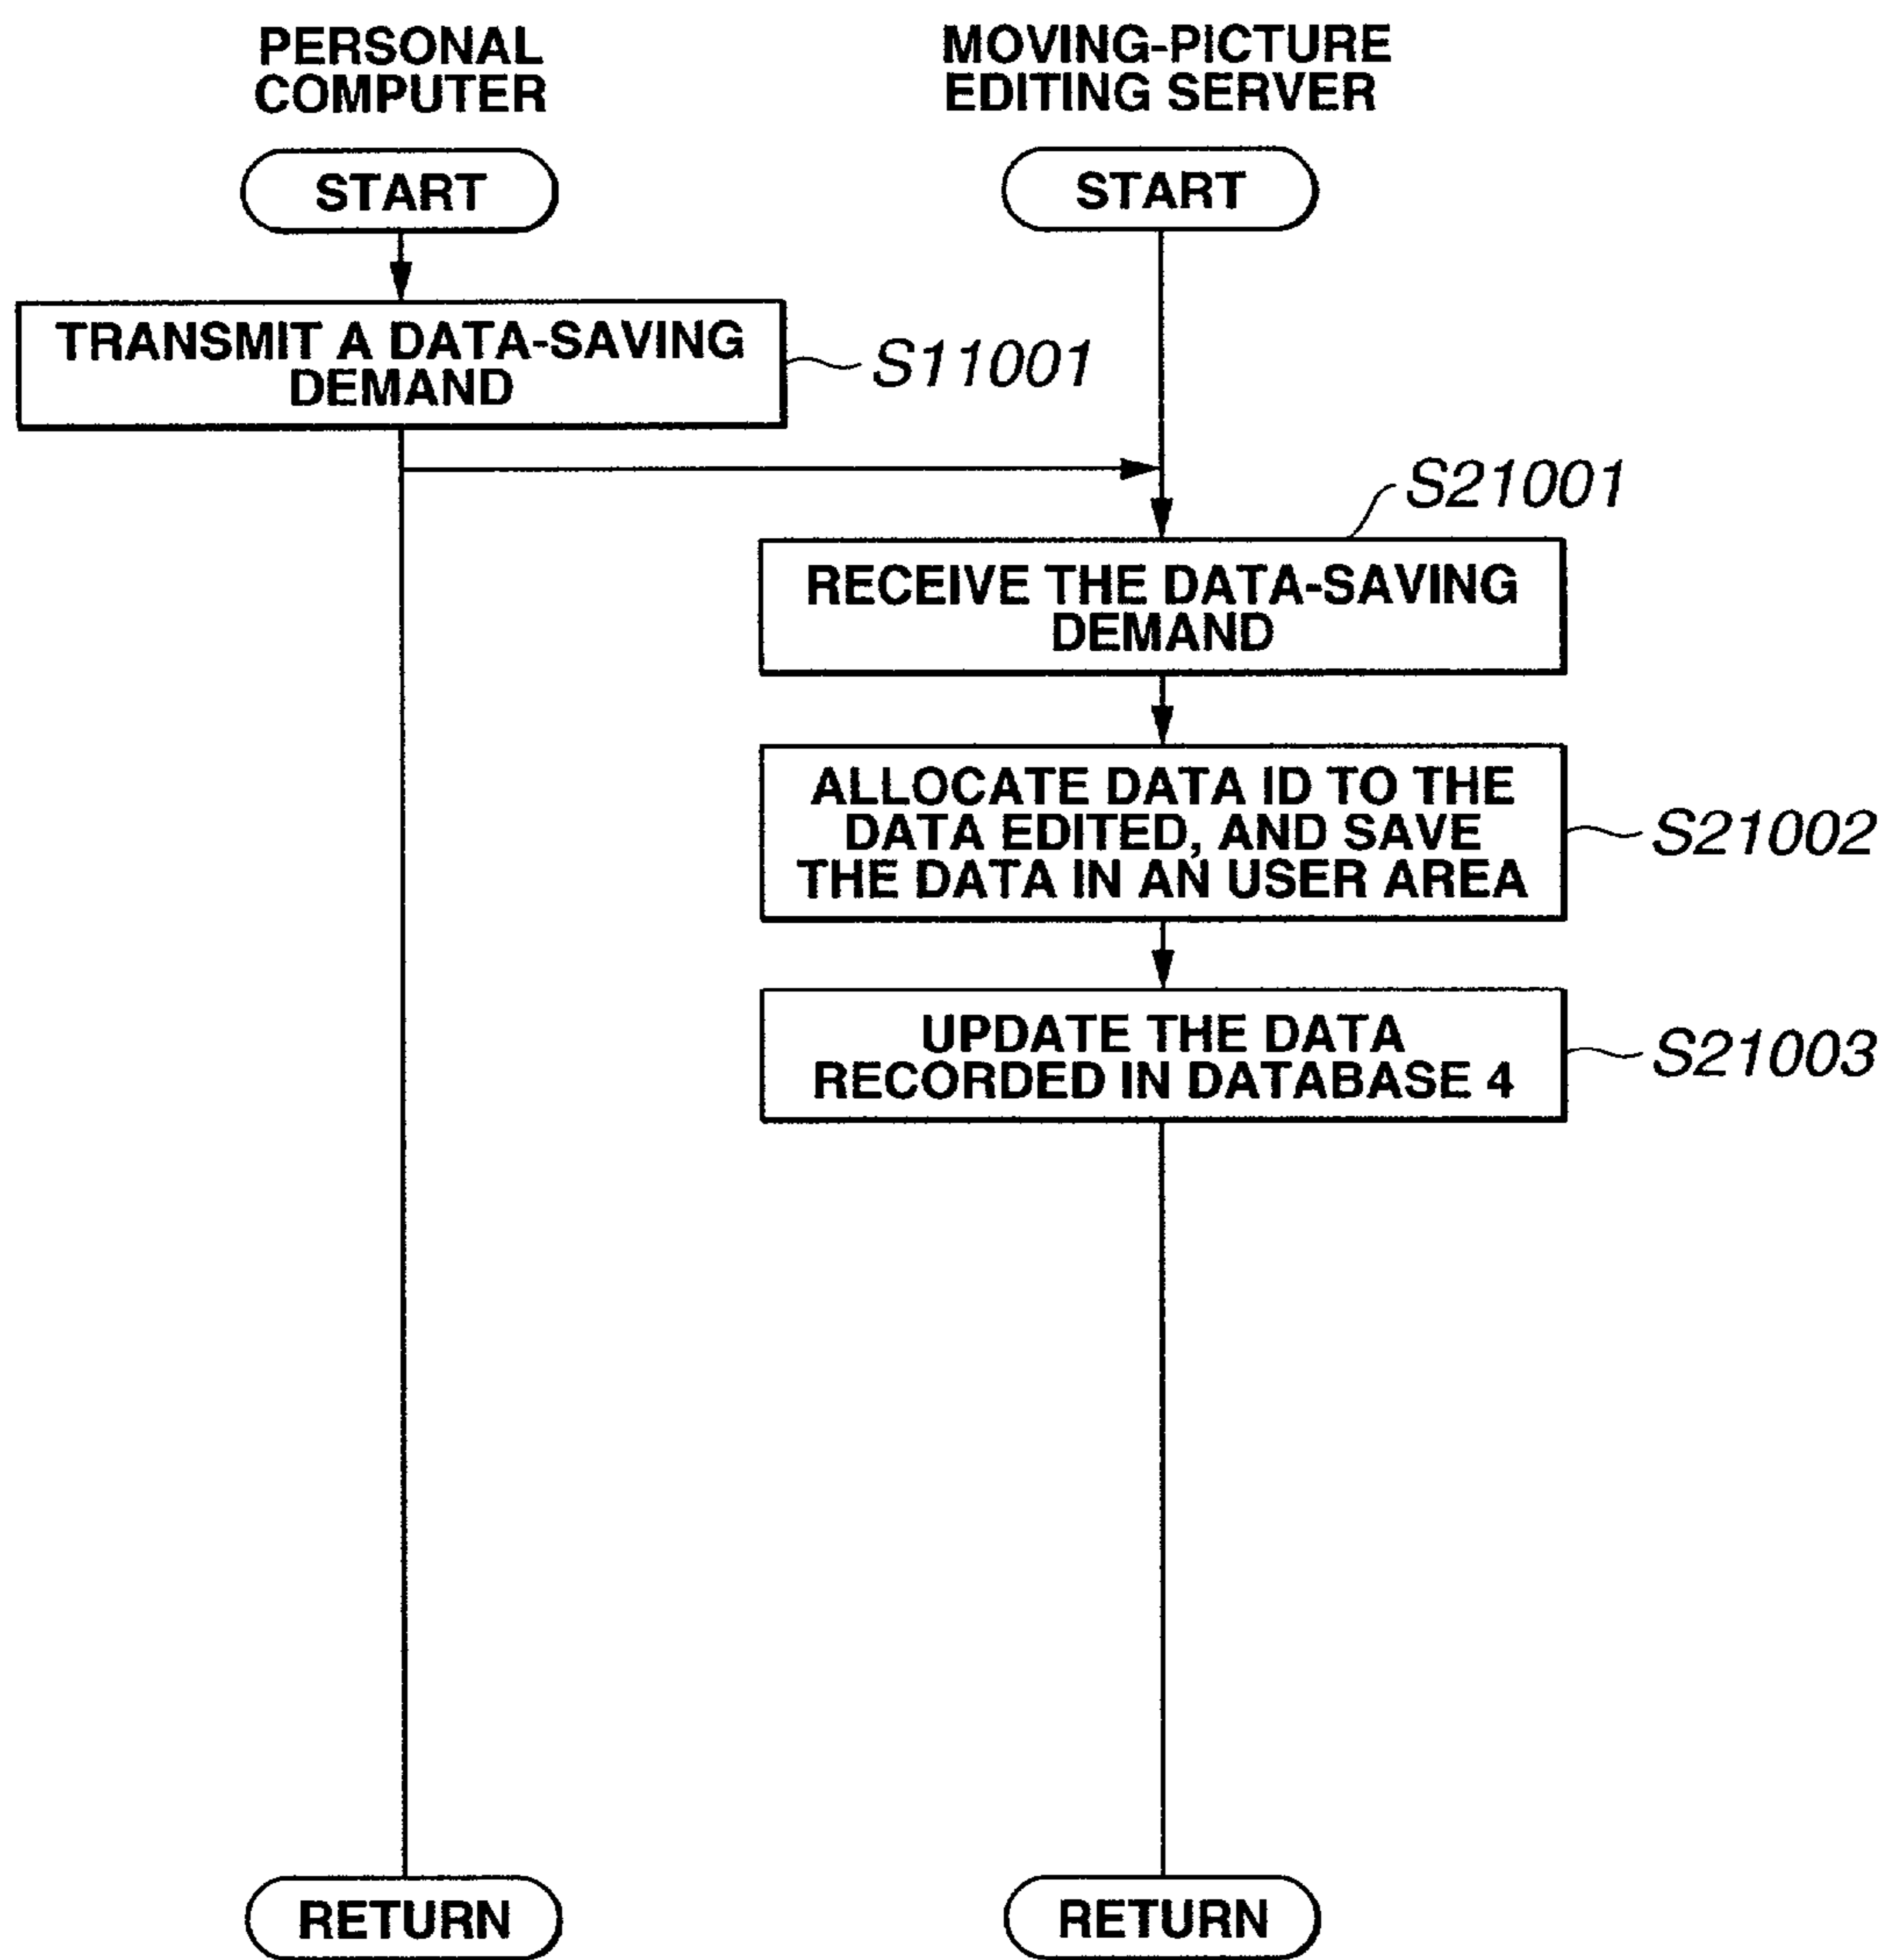 PERSONAL
COMPUTER
START
TRANSMIT A DATA-SAVING
DEMAND
S11001
MOVING-PICTURE
EDITING SERVER
START
S21001
RECEIVE THE DATA-SAVING
DEMAND
ALLOCATE DATA ID TO THE
DATA EDITED, AND SAVE
THE DATA IN AN USER AREA
S21002
UPDATE THE DATA
RECORDED IN DATABASE 4
S21003
RETURN
RETURN